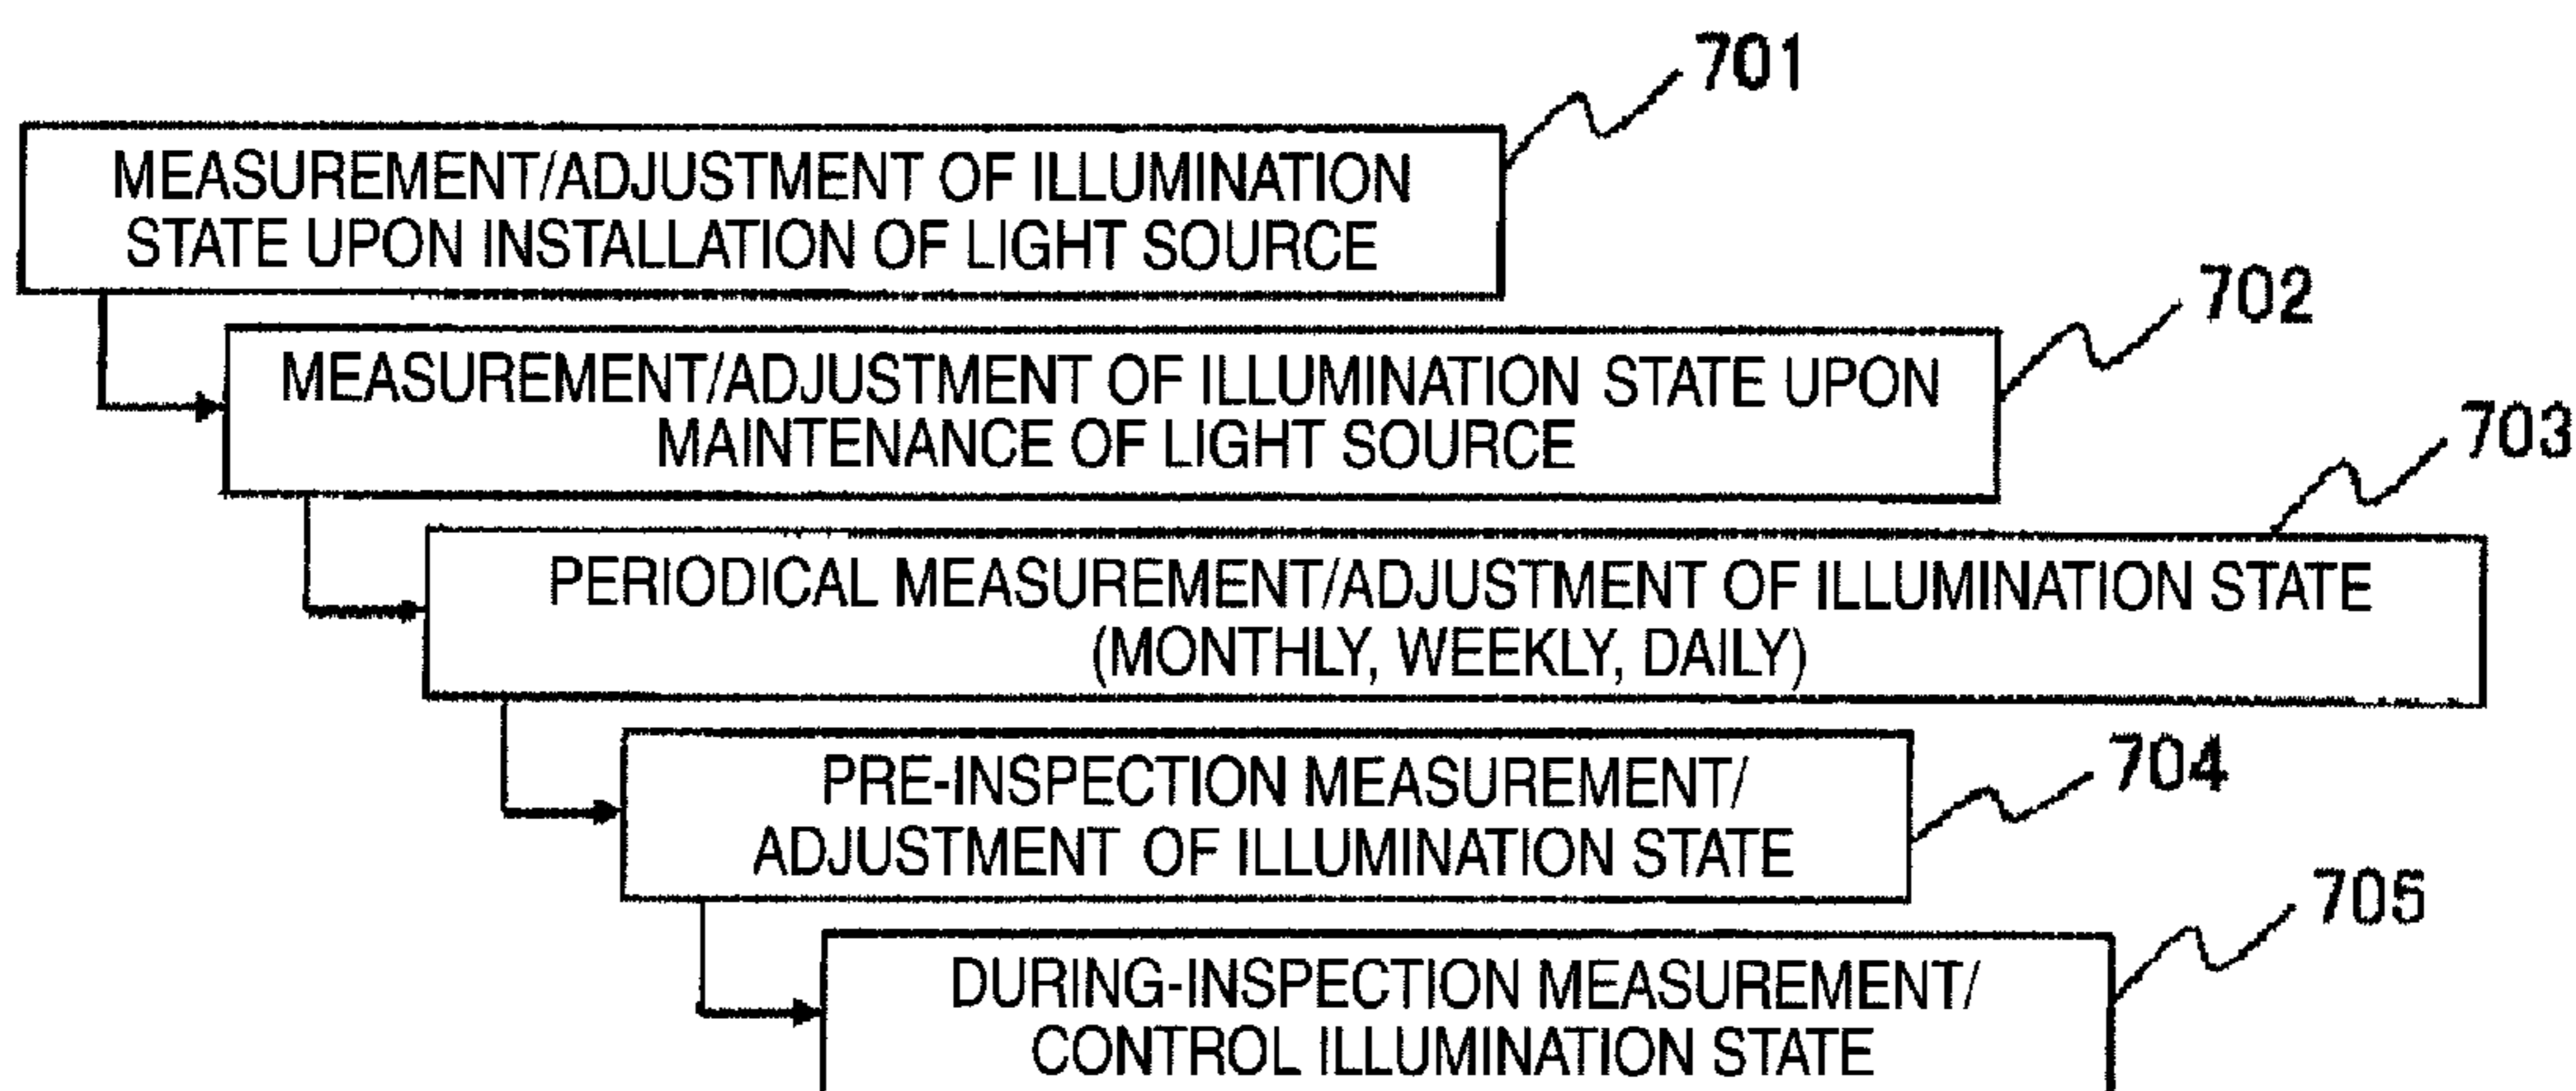 701
MEASUREMENT/ADJUSTMENT OF ILLUMINATION
STATE UPON INSTALLATION OF LIGHT SOURCE
702
MEASUREMENT/ADJUSTMENT OF ILLUMINATION STATE UPON
MAINTENANCE OF LIGHT SOURCE
703
PERIODICAL MEASUREMENT/ADJUSTMENT OF ILLUMINATION STATE
(MONTHLY, WEEKLY, DAILY)
704
PRE-INSPECTION MEASUREMENT/
ADJUSTMENT OF ILLUMINATION STATE
705
DURING-INSPECTION MEASUREMENT/
CONTROL ILLUMINATION STATE